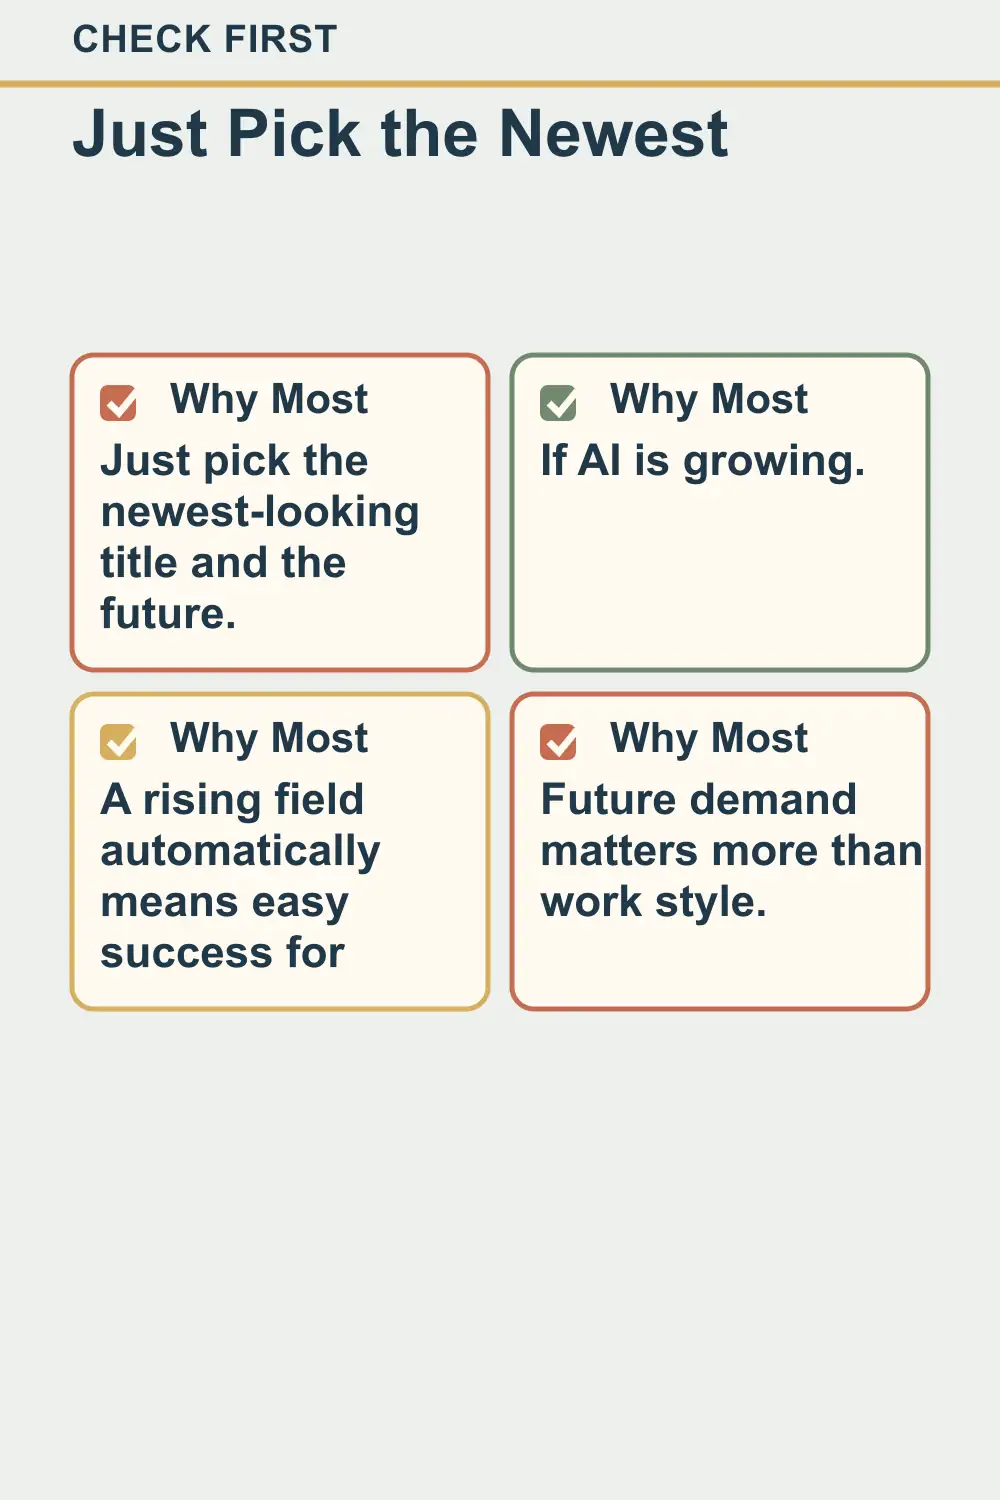 CHECK FIRST
Just Pick the Newest
Why Most
Just pick the
newest-looking
title and the
future.
Why Most
If AI is growing.
Why Most
A rising field
automatically
means easy
success for
Why Most
Future demand
matters more than
work style.